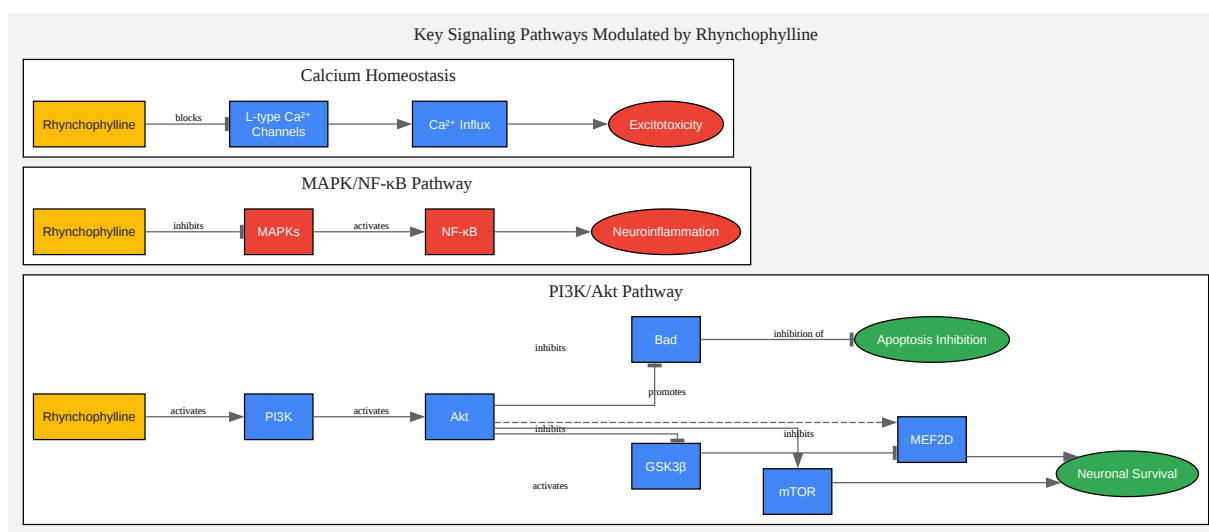 Key Signaling Pathways Modulated by Rhynchophylline
Calcium Homeostasis
Rhynchophylline
blocks
L-type Ca²⁺
Channels
Ca²⁺ Influx
Excitotoxicity
MAPK/NF-κB Pathway
Rhynchophylline
inhibits
MAPKs
activates
NF-κB
Neuroinflammation
PI3K/Akt Pathway
inhibits
Bad
inhibition of
Apoptosis Inhibition
promotes
Rhynchophylline
activates
PI3K
activates
Akt
inhibits
inhibits
MEF2D
GSK3β
activates
mTOR
Neuronal Survival